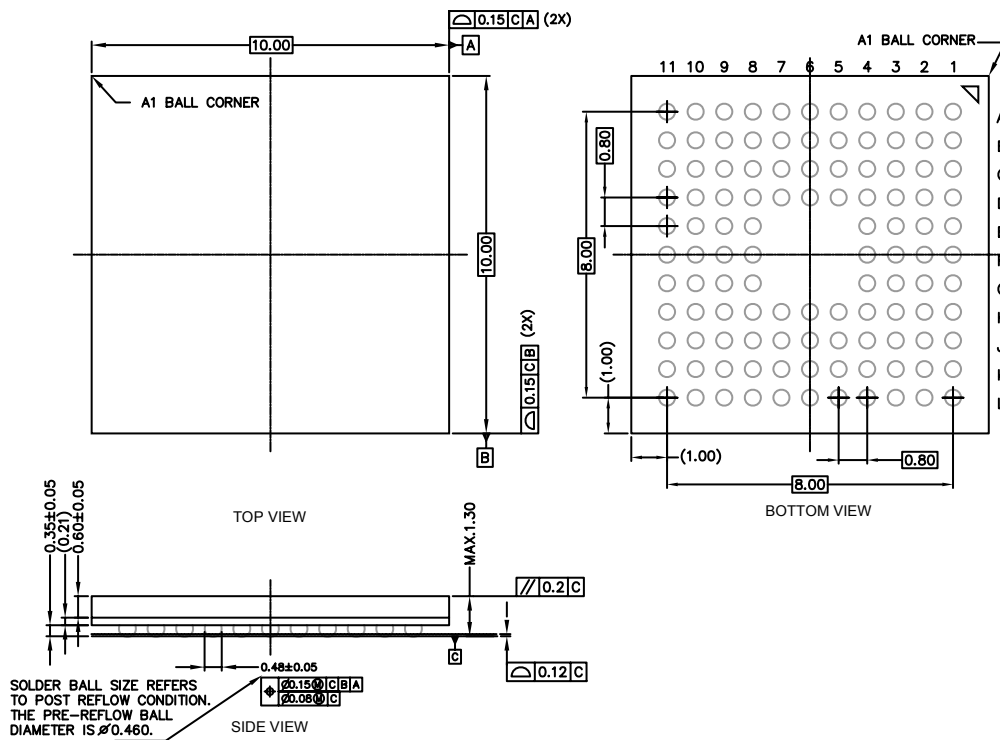 ⌓ 0.15 C A (2X)
10.00
A
A1 BALL CORNER
10.00
⌓ 0.15 C B (2X)
B
TOP VIEW
A1 BALL CORNER
11 10 9 8 7 6 5 4 3 2 1
0.80
8.00
(1.00)
(1.00)
0.80
8.00
BOTTOM VIEW
0.35±0.05
(0.21)
0.60±0.05
MAX.1.30
// 0.2 C
C
⌓ 0.12 C
0.48±0.05
⌖ Ø0.15Ⓜ C B A
Ø0.08Ⓜ C
SOLDER BALL SIZE REFERS
TO POST REFLOW CONDITION.
THE PRE-REFLOW BALL
DIAMETER IS Ø0.460.
SIDE VIEW